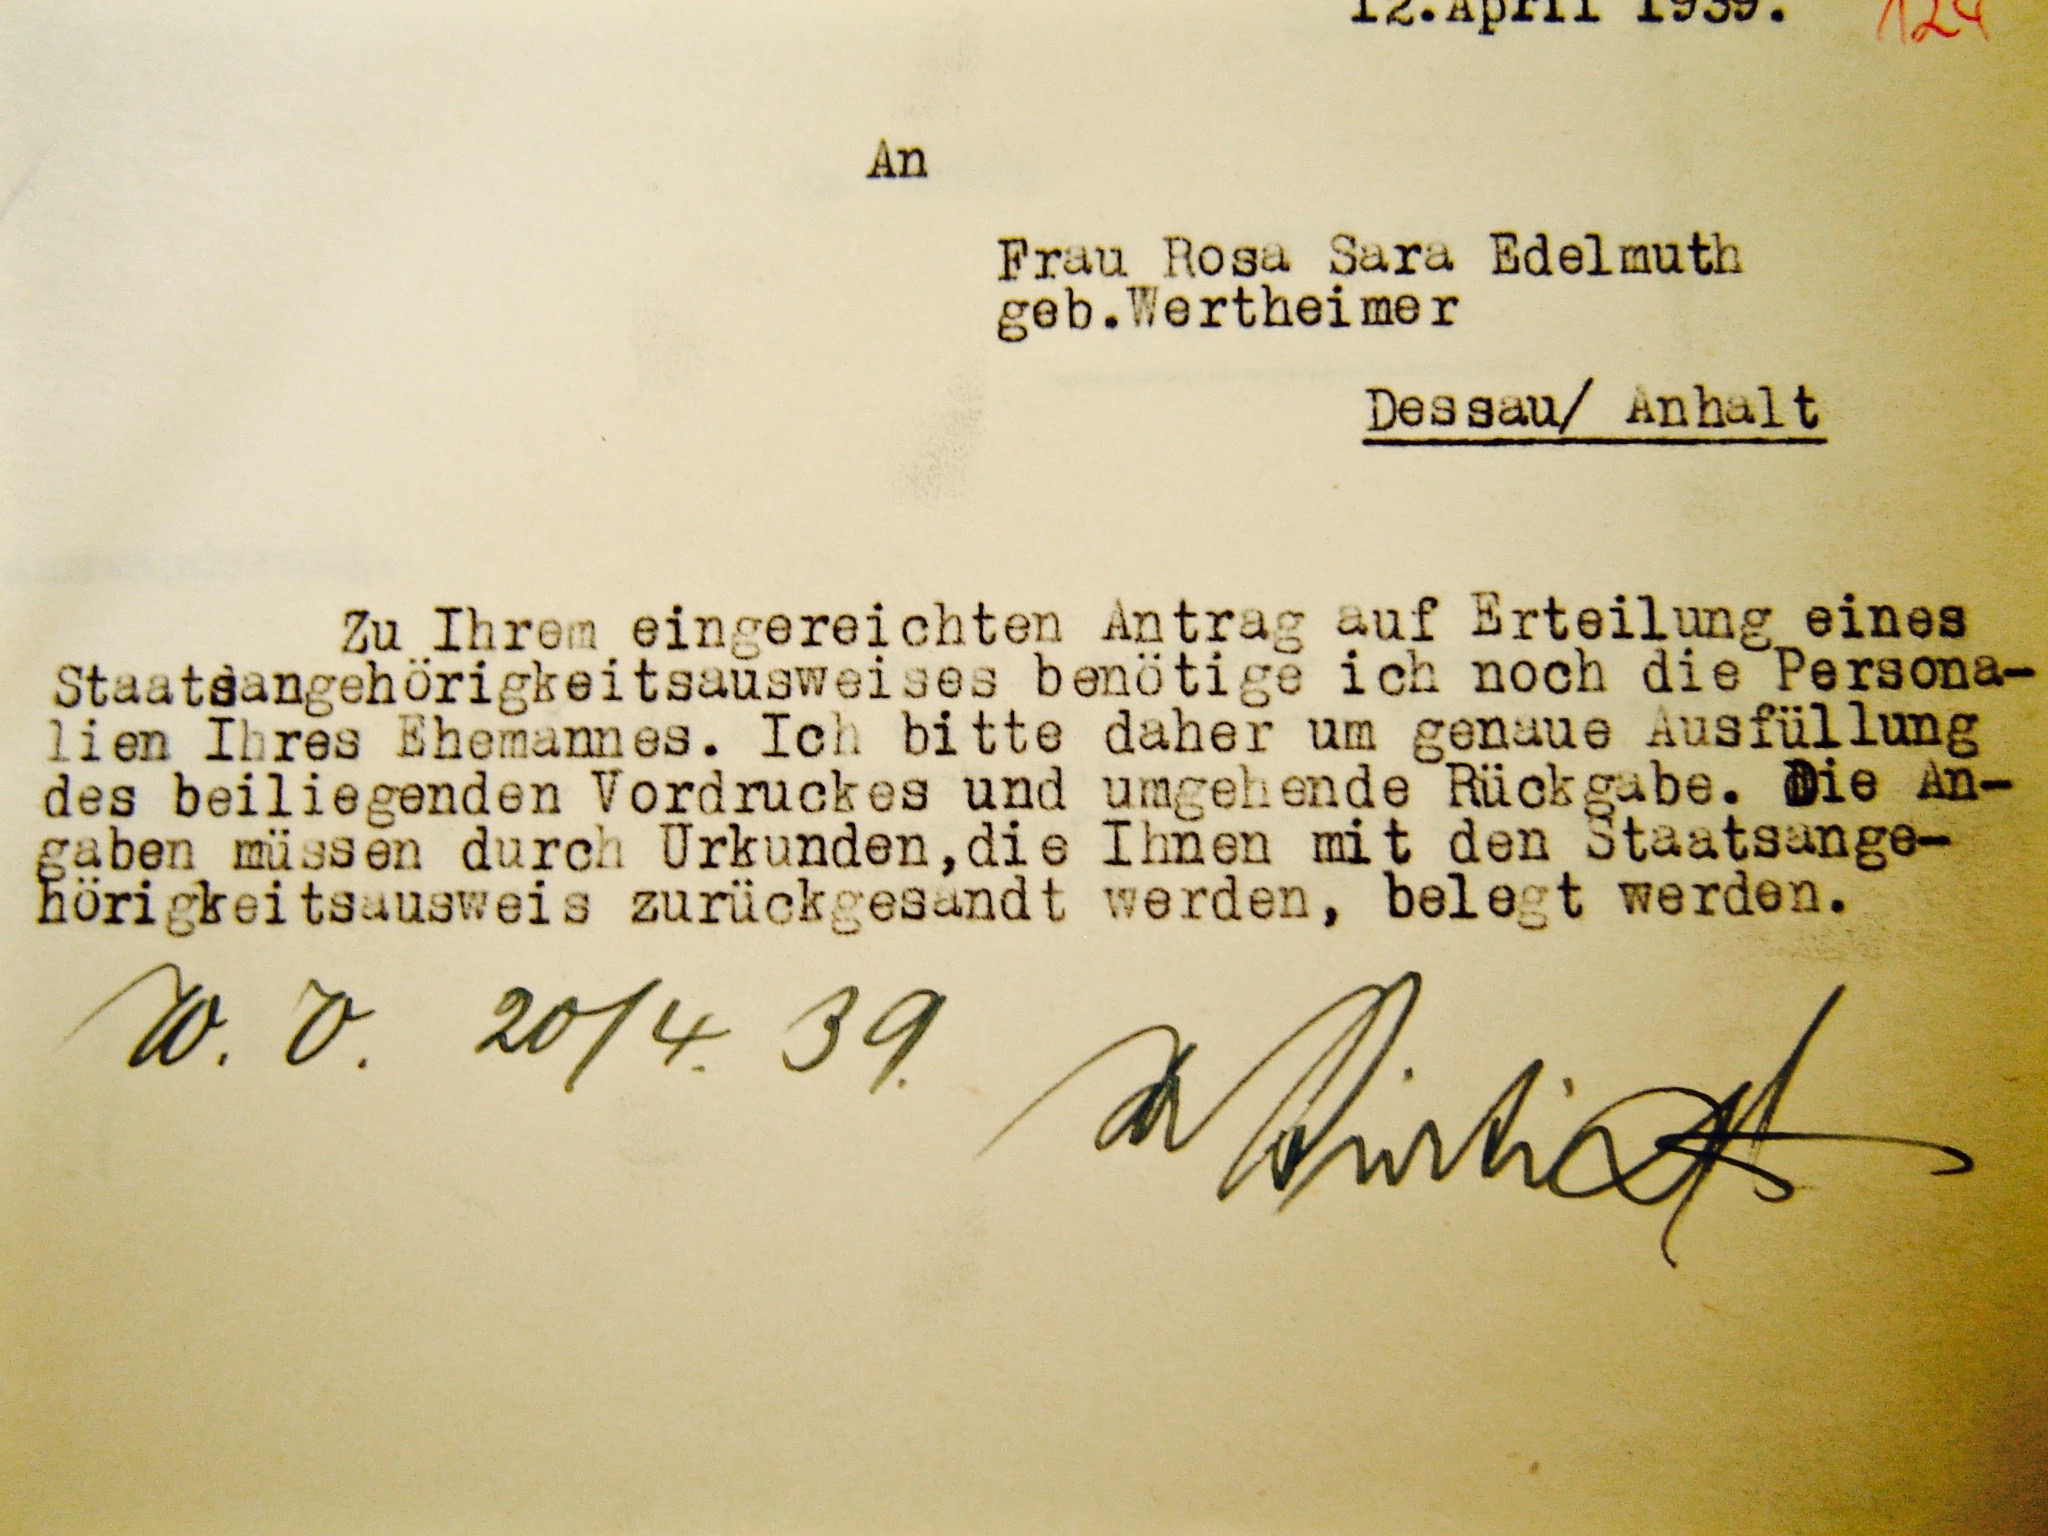 12.April 1939. 124
An
Frau Rosa Sara Edelmuth
geb.Wertheimer
Dessau/ Anhalt
Zu Ihrem eingereichten Antrag auf Erteilung eines
Staatsangehörigkeitsausweises benötige ich noch die Persona-
lien Ihres Ehemannes. Ich bitte daher um genaue Ausfüllung
des beiliegenden Vordruckes und umgehende Rückgabe. Die An-
gaben müssen durch Urkunden,die Ihnen mit den Staatsange-
hörigkeitsausweis zurückgesandt werden, belegt werden.
W. V. 20/4. 39.